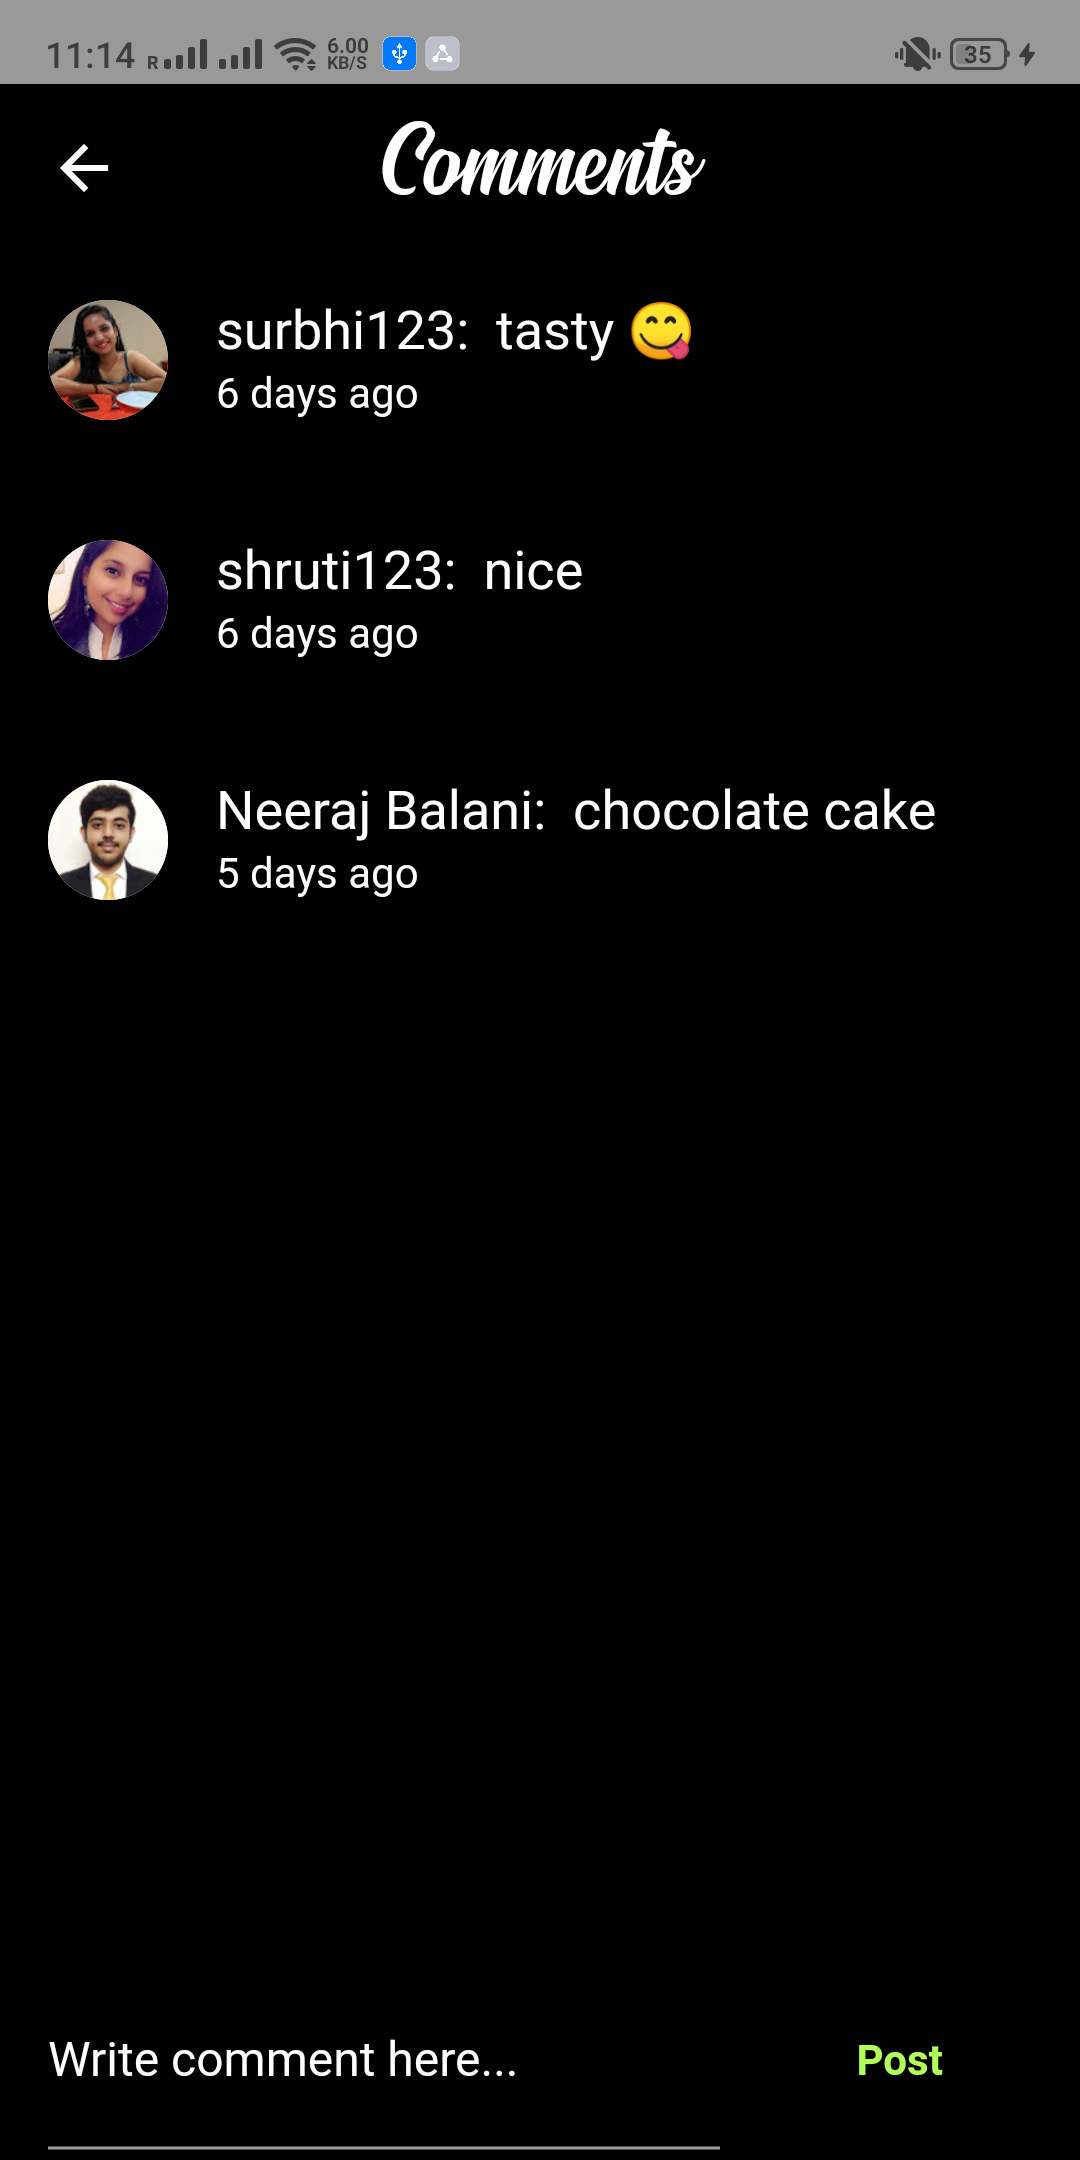 11:14 R 6.00 KB/S 35
Comments
surbhi123: tasty 😋
6 days ago
shruti123: nice
6 days ago
Neeraj Balani: chocolate cake
5 days ago
Write comment here... Post